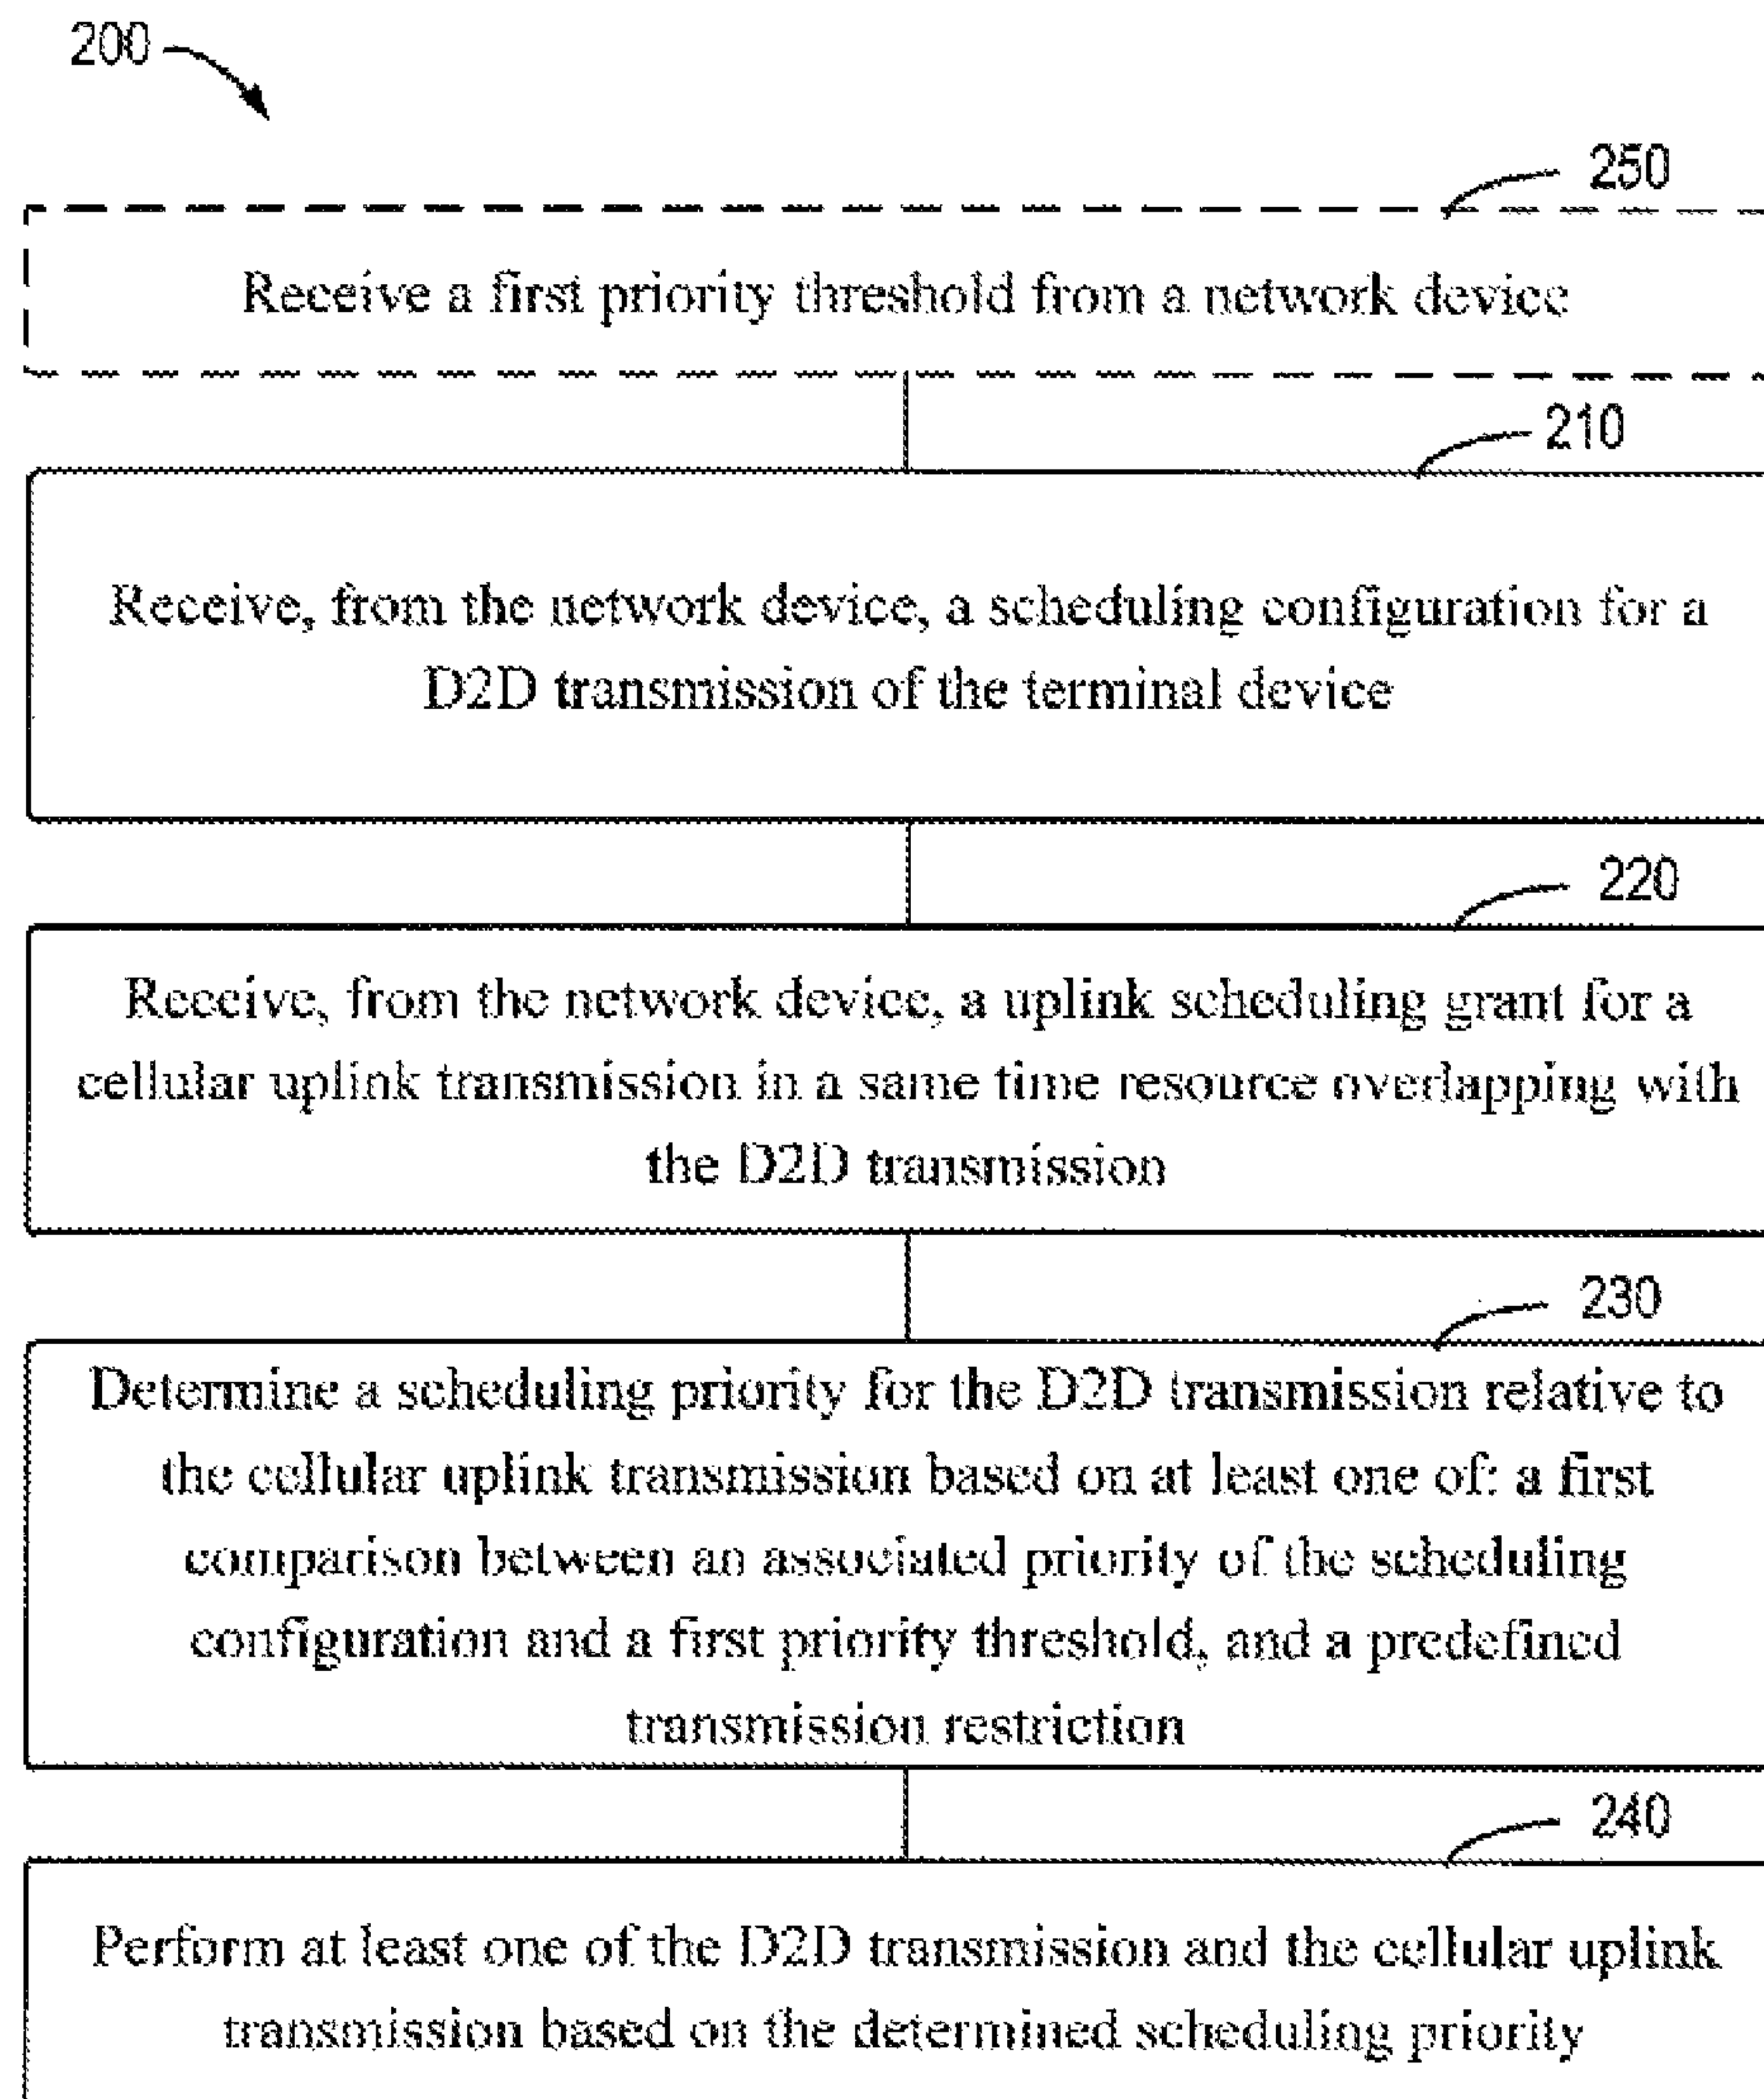 200
250
Receive a first priority threshold from a network device
210
Receive, from the network device, a scheduling configuration for a
D2D transmission of the terminal device
220
Receive, from the network device, a uplink scheduling grant for a
cellular uplink transmission in a same time resource overlapping with
the D2D transmission
230
Determine a scheduling priority for the D2D transmission relative to
the cellular uplink transmission based on at least one of: a first
comparison between an associated priority of the scheduling
configuration and a first priority threshold, and a predefined
transmission restriction
240
Perform at least one of the D2D transmission and the cellular uplink
transmission based on the determined scheduling priority